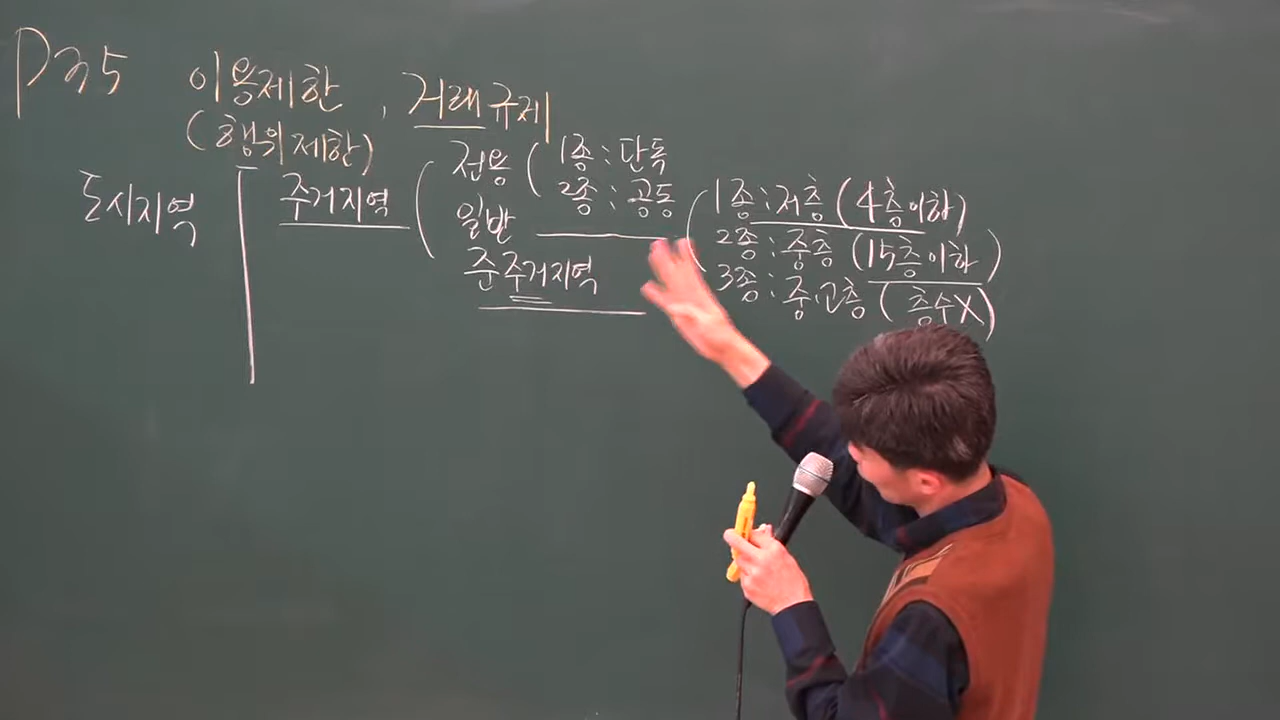 P35 이용제한, 거래규제
(행위제한)
도시지역
주거지역
전용 (1종: 단독
2종: 공동
일반
(1종: 저층 (4층이하)
2종: 중층 (15층이하)
3종: 중.고층 (층수X)
준주거지역